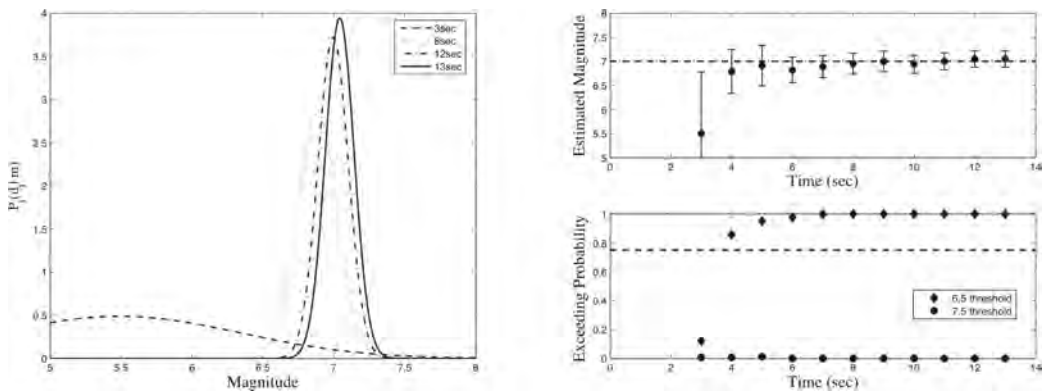 4
3.5
3
2.5
2
1.5
1
0.5
0
5 5.5 6 6.5 7 7.5 8
Magnitude
3sec
8sec
12sec
13sec
Estimated Magnitude
8
7.5
7
6.5
6
5.5
5
0 2 4 6 8 10 12 14
Time (sec)
Exceeding Probability
1
0.8
0.6
0.4
0.2
0
6.5 threshold
7.5 threshold
0 2 4 6 8 10 12 14
Time (sec)